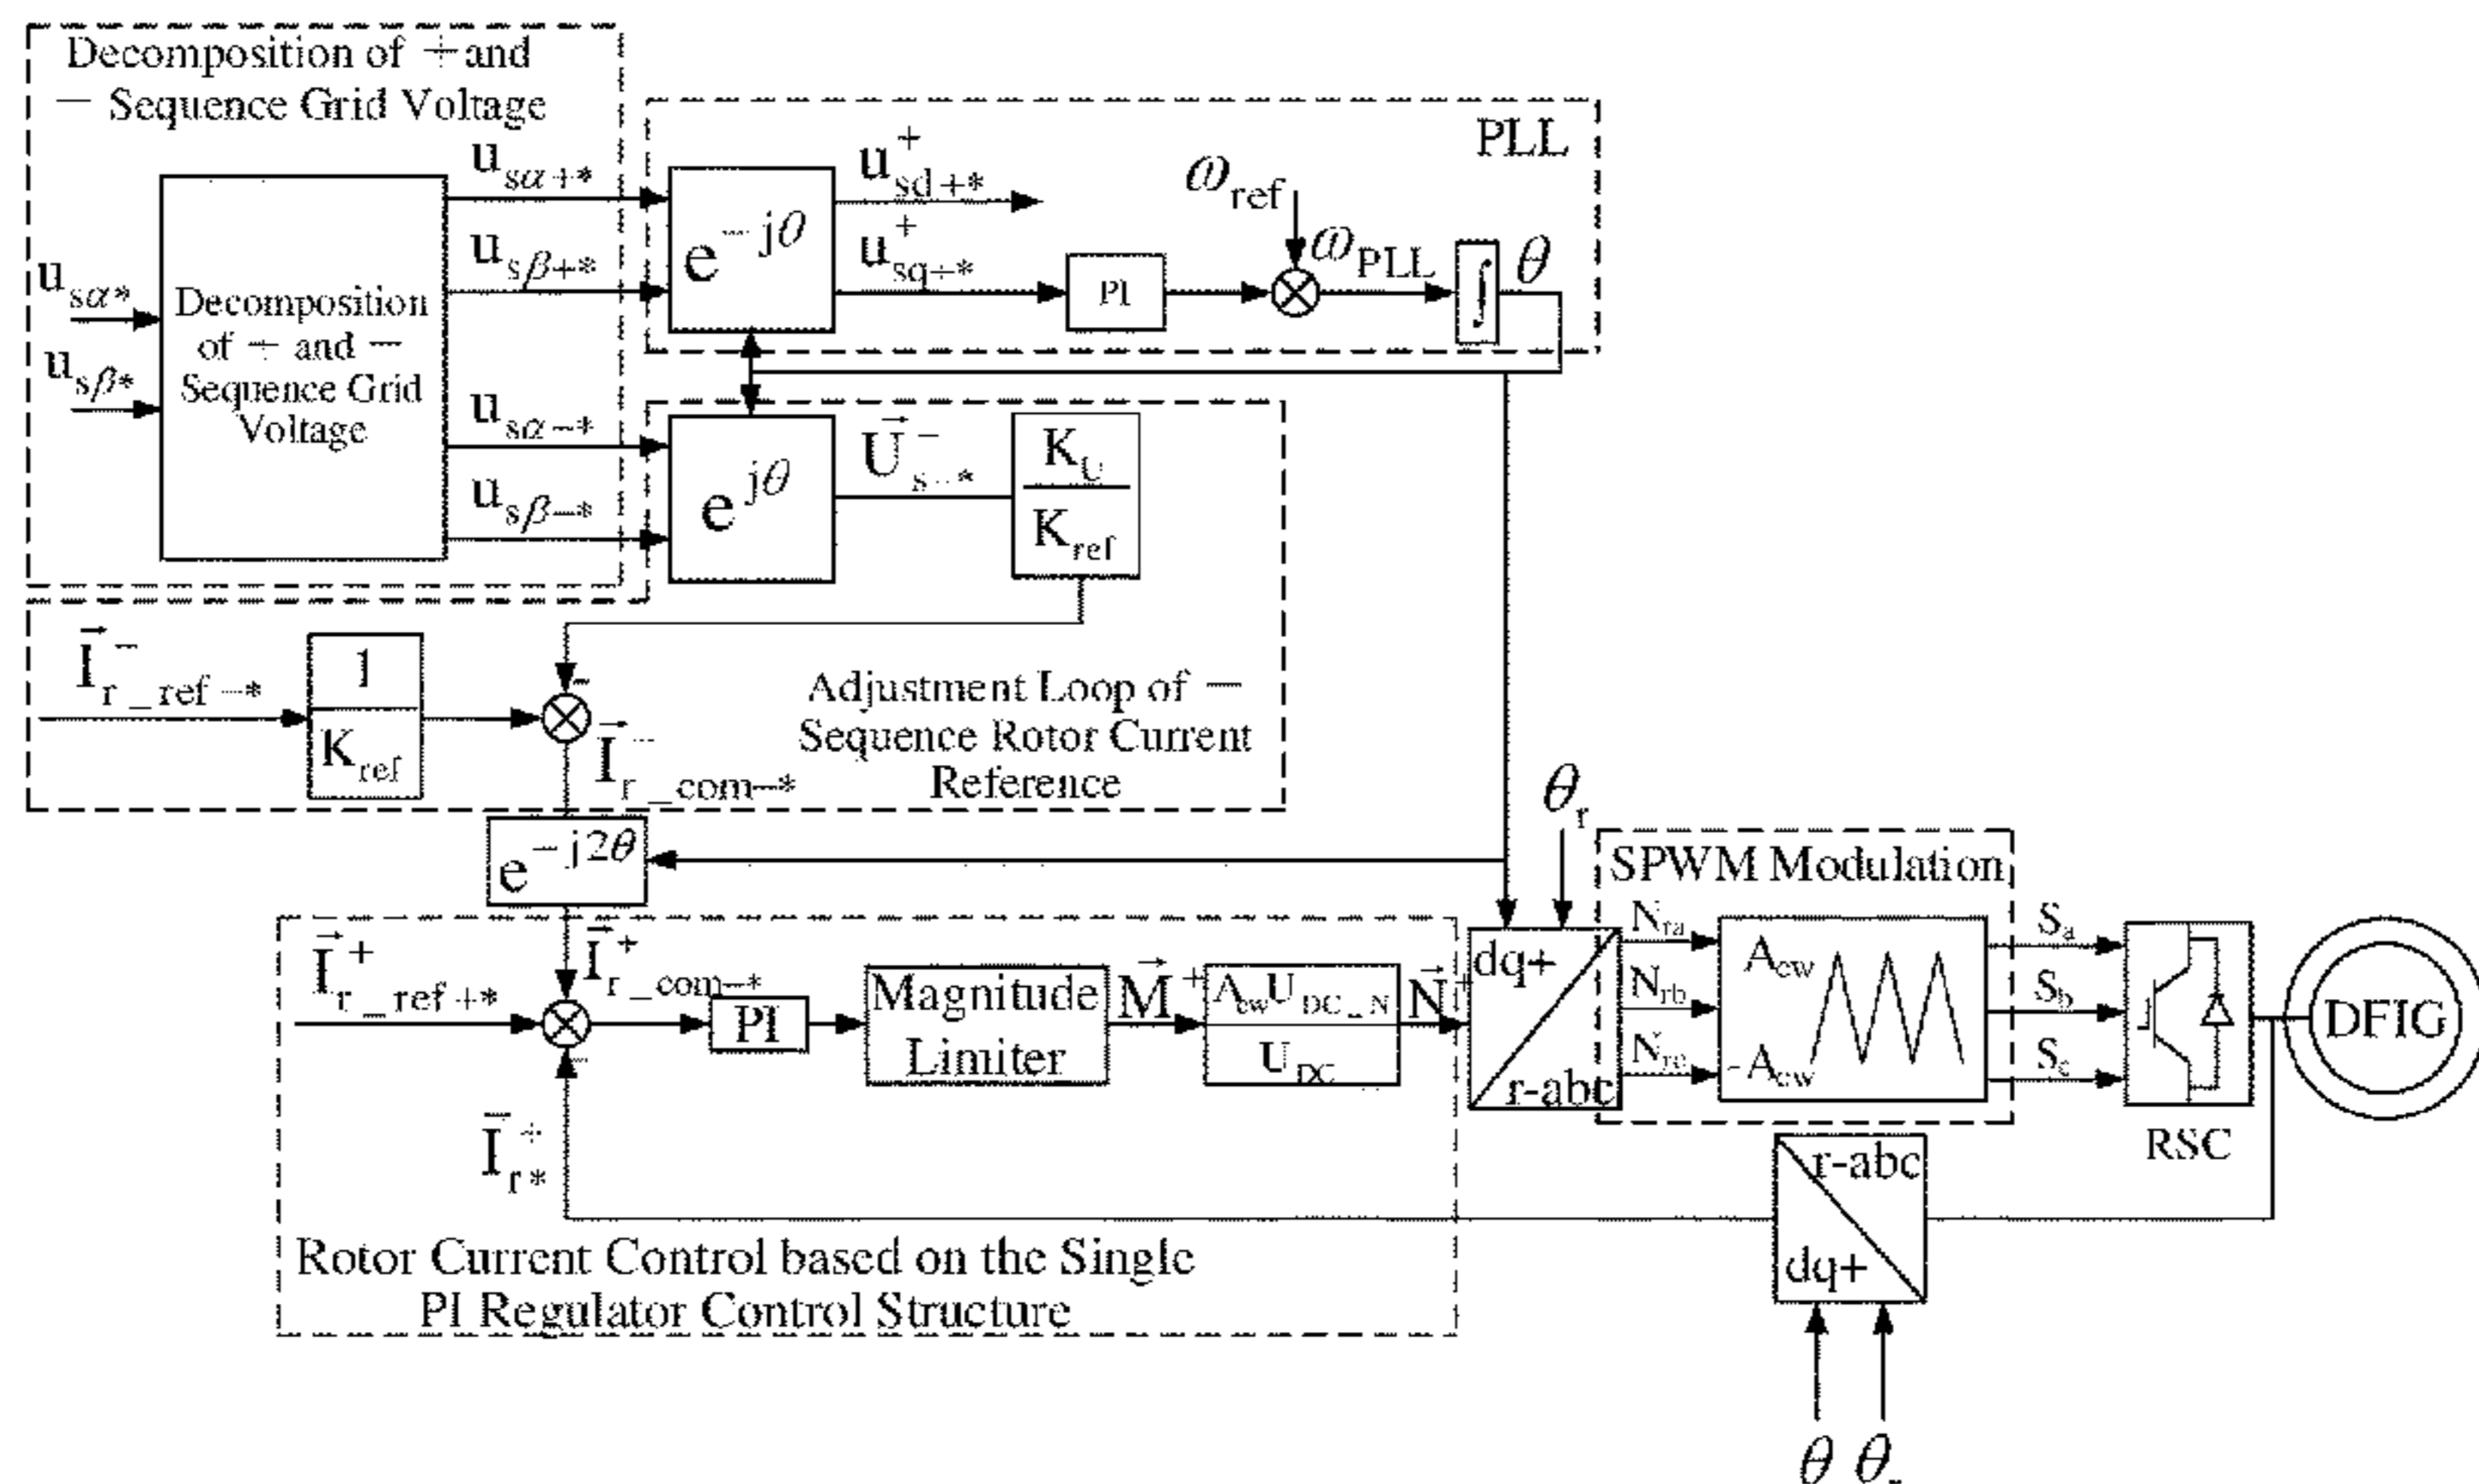 Decomposition of + and
− Sequence Grid Voltage
PLL
u_sα+*
u_sβ+*
u_sα*
u_sβ*
Decomposition
of + and −
Sequence Grid
Voltage
u_sα−*
u_sβ−*
e^−jθ
u^+_sd+*
u^+_sq+*
PI
ω_ref
ω_PLL
∫
θ
e^jθ
U⃗^−_s−*
K_U
K_ref
I⃗^−_r_ref−*
1
K_ref
-
I⃗^−_r_com−*
Adjustment Loop of −
Sequence Rotor Current
Reference
e^−j2θ
θ_r
SPWM Modulation
I⃗^+_r_ref+*
I⃗^+_r_com−*
-
PI
Magnitude
Limiter
M⃗^+
A_cw U_DC_N
U_DC
N⃗^+
dq+
r-abc
N_ra
N_rb
N_rc
A_cw
-A_cw
S_a
S_b
S_c
RSC
DFIG
I⃗^+_r*
r-abc
dq+
Rotor Current Control based on the Single
PI Regulator Control Structure
θ θ_r